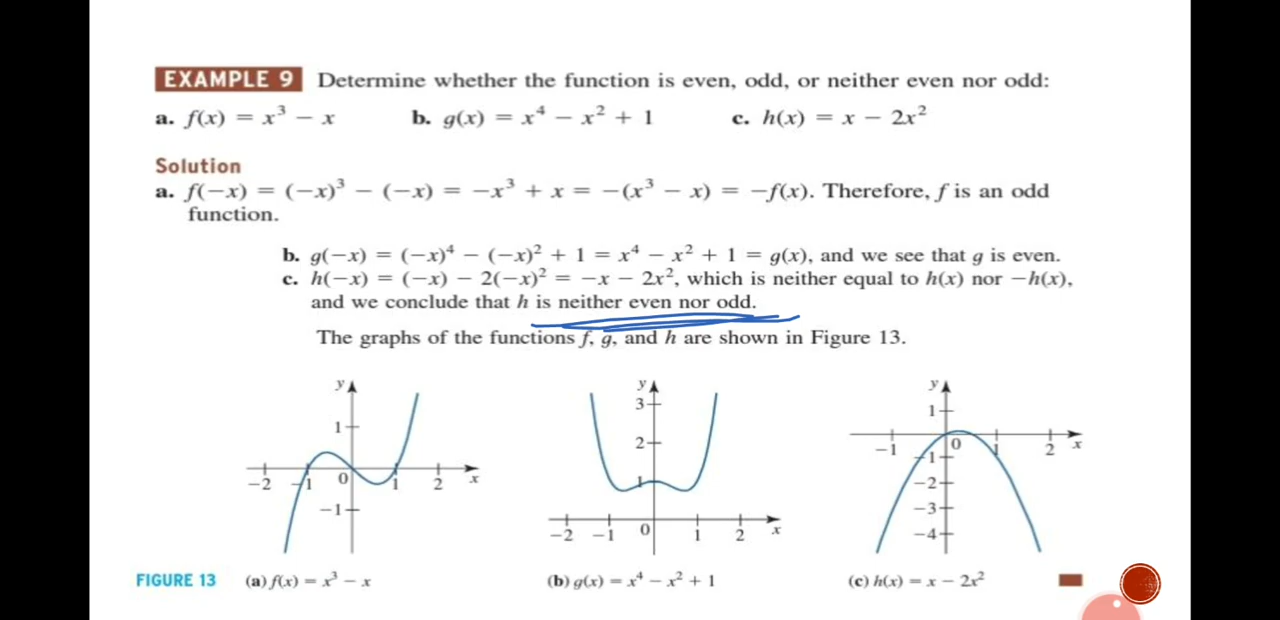 EXAMPLE 9 Determine whether the function is even, odd, or neither even nor odd:
a. f(x) = x³ − x b. g(x) = x⁴ − x² + 1 c. h(x) = x − 2x²
Solution
a. f(−x) = (−x)³ − (−x) = −x³ + x = −(x³ − x) = −f(x). Therefore, f is an odd
function.
b. g(−x) = (−x)⁴ − (−x)² + 1 = x⁴ − x² + 1 = g(x), and we see that g is even.
c. h(−x) = (−x) − 2(−x)² = −x − 2x², which is neither equal to h(x) nor −h(x),
and we conclude that h is neither even nor odd.
The graphs of the functions f, g, and h are shown in Figure 13.
y
1
−2 −1 0 1 2 x
−1
y
3
2
1
−2 −1 0 1 2 x
y
1
−1 0 1 2 x
−1
−2
−3
−4
FIGURE 13 (a) f(x) = x³ − x (b) g(x) = x⁴ − x² + 1 (c) h(x) = x − 2x²